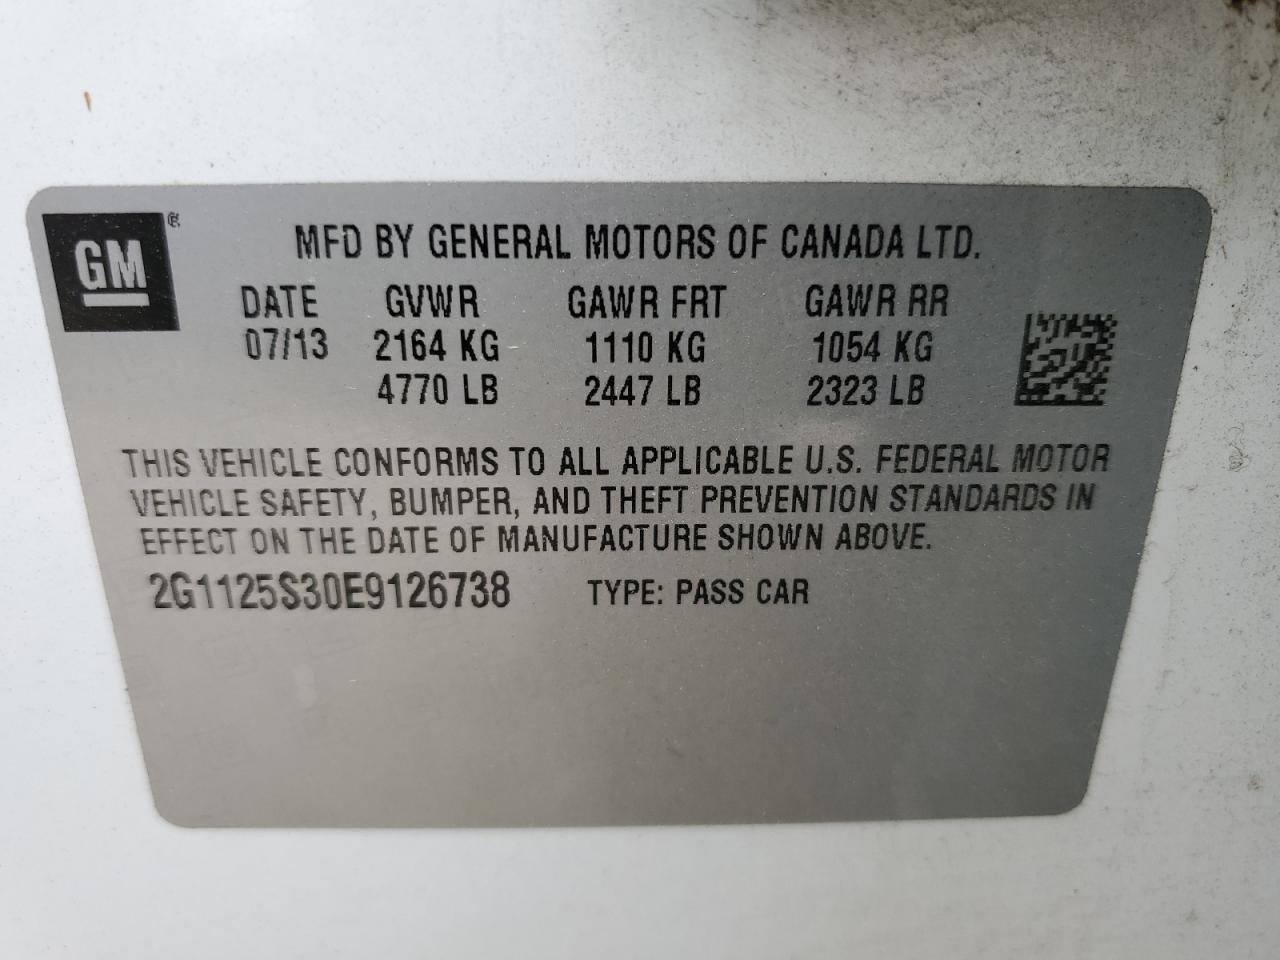 GM ®
MFD BY GENERAL MOTORS OF CANADA LTD.
DATE GVWR GAWR FRT GAWR RR
07/13 2164 KG 1110 KG 1054 KG
4770 LB 2447 LB 2323 LB
THIS VEHICLE CONFORMS TO ALL APPLICABLE U.S. FEDERAL MOTOR
VEHICLE SAFETY, BUMPER, AND THEFT PREVENTION STANDARDS IN
EFFECT ON THE DATE OF MANUFACTURE SHOWN ABOVE.
2G1125S30E9126738 TYPE: PASS CAR